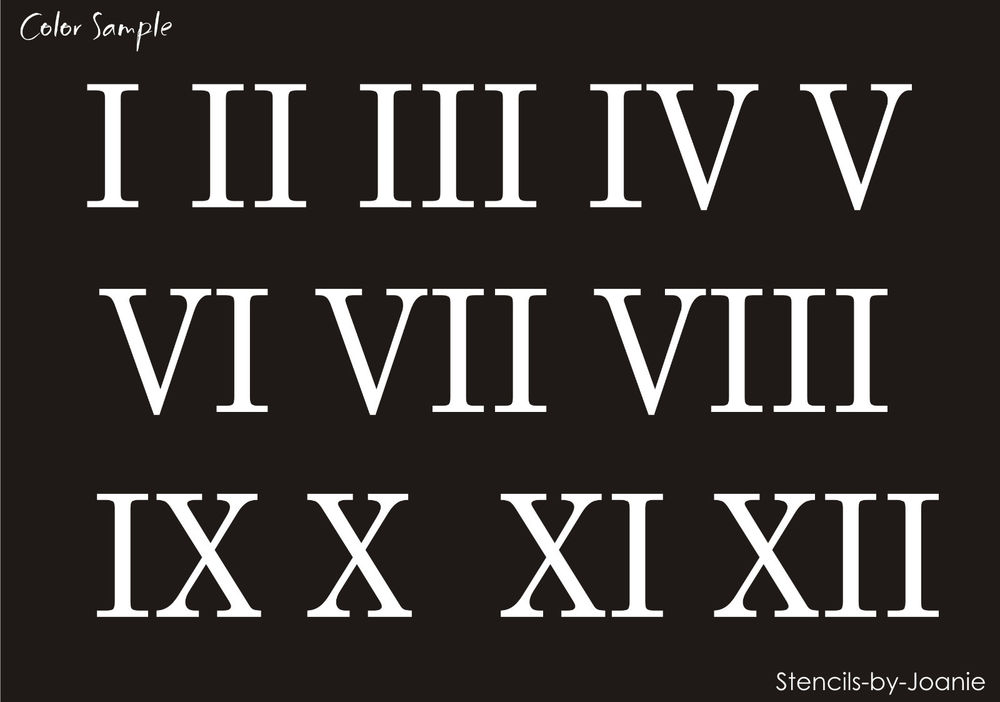 Color Sample
I II III IV V
VI VII VIII
IX X XI XII
Stencils-by-Joanie